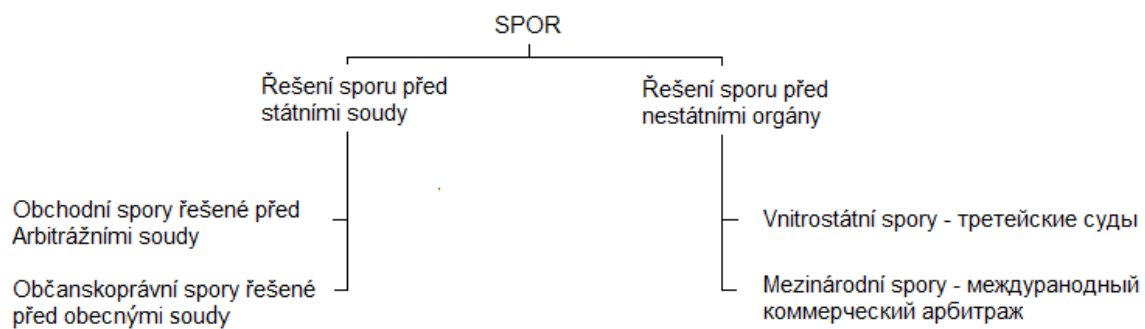 SPOR
Řešení sporu před
státními soudy
Řešení sporu před
nestátními orgány
Obchodní spory řešené před
Arbitrážními soudy
Občanskoprávní spory řešené
před obecnými soudy
Vnitrostátní spory - третейские суды
Mezinárodní spory - междуранодный
коммерческий арбитраж